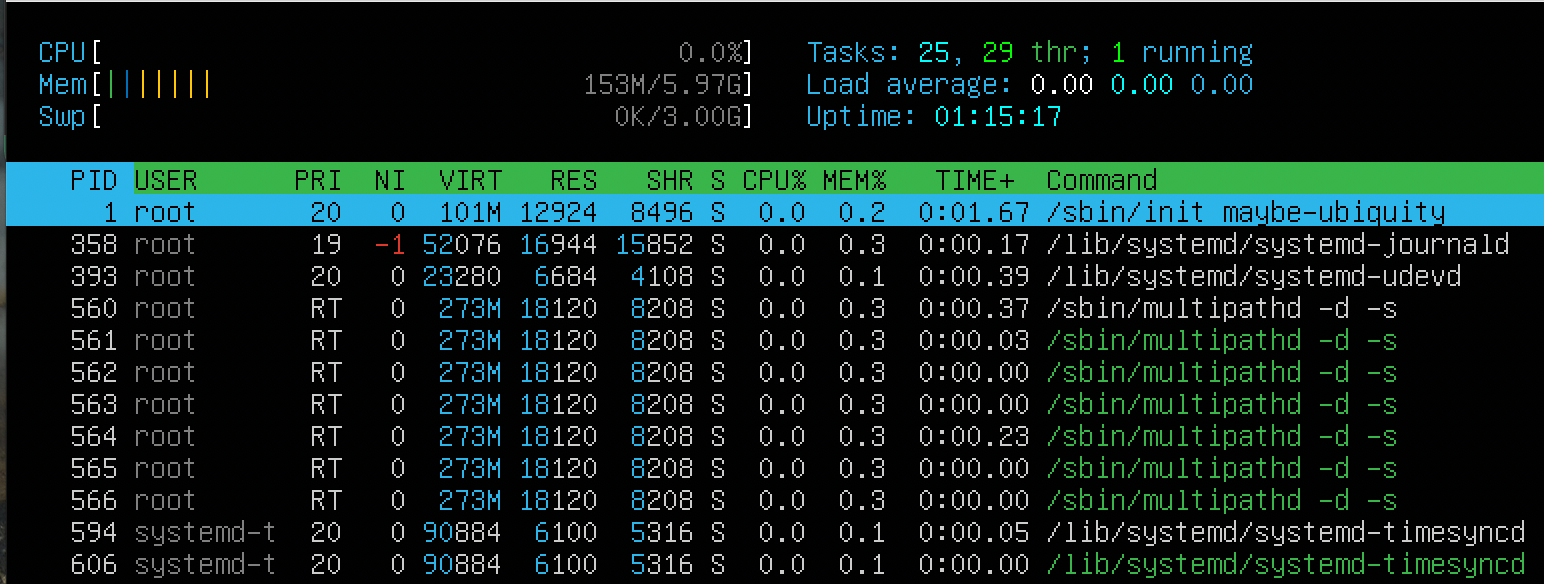 CPU[ 0.0%] Tasks: 25, 29 thr; 1 running
Mem[||||||| 153M/5.97G] Load average: 0.00 0.00 0.00
Swp[ 0K/3.00G] Uptime: 01:15:17
PID USER PRI NI VIRT RES SHR S CPU% MEM% TIME+ Command
1 root 20 0 101M 12924 8496 S 0.0 0.2 0:01.67 /sbin/init maybe-ubiquity
358 root 19 -1 52076 16944 15852 S 0.0 0.3 0:00.17 /lib/systemd/systemd-journald
393 root 20 0 23280 6684 4108 S 0.0 0.1 0:00.39 /lib/systemd/systemd-udevd
560 root RT 0 273M 18120 8208 S 0.0 0.3 0:00.37 /sbin/multipathd -d -s
561 root RT 0 273M 18120 8208 S 0.0 0.3 0:00.03 /sbin/multipathd -d -s
562 root RT 0 273M 18120 8208 S 0.0 0.3 0:00.00 /sbin/multipathd -d -s
563 root RT 0 273M 18120 8208 S 0.0 0.3 0:00.00 /sbin/multipathd -d -s
564 root RT 0 273M 18120 8208 S 0.0 0.3 0:00.23 /sbin/multipathd -d -s
565 root RT 0 273M 18120 8208 S 0.0 0.3 0:00.00 /sbin/multipathd -d -s
566 root RT 0 273M 18120 8208 S 0.0 0.3 0:00.00 /sbin/multipathd -d -s
594 systemd-t 20 0 90884 6100 5316 S 0.0 0.1 0:00.05 /lib/systemd/systemd-timesyncd
606 systemd-t 20 0 90884 6100 5316 S 0.0 0.1 0:00.00 /lib/systemd/systemd-timesyncd